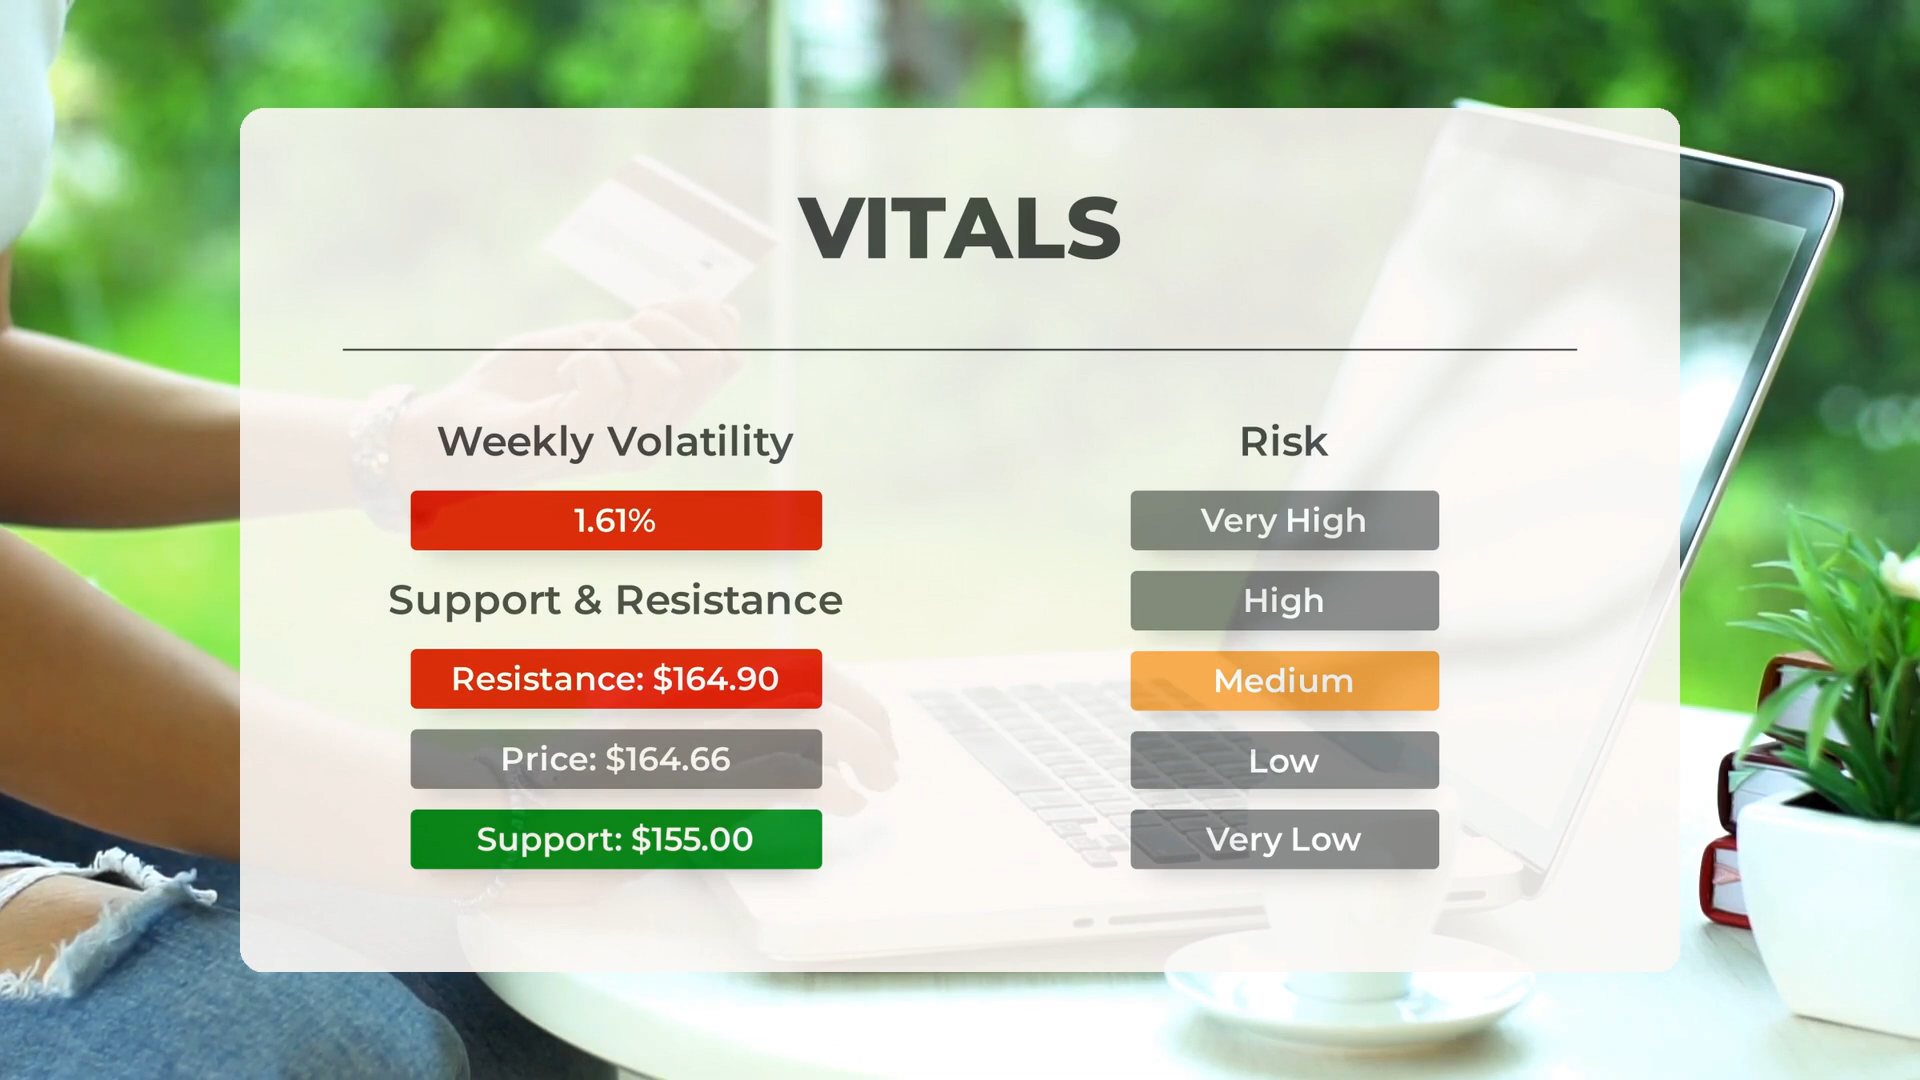 VITALS
Weekly Volatility
1.61%
Support & Resistance
Resistance: $164.90
Price: $164.66
Support: $155.00
Risk
Very High
High
Medium
Low
Very Low